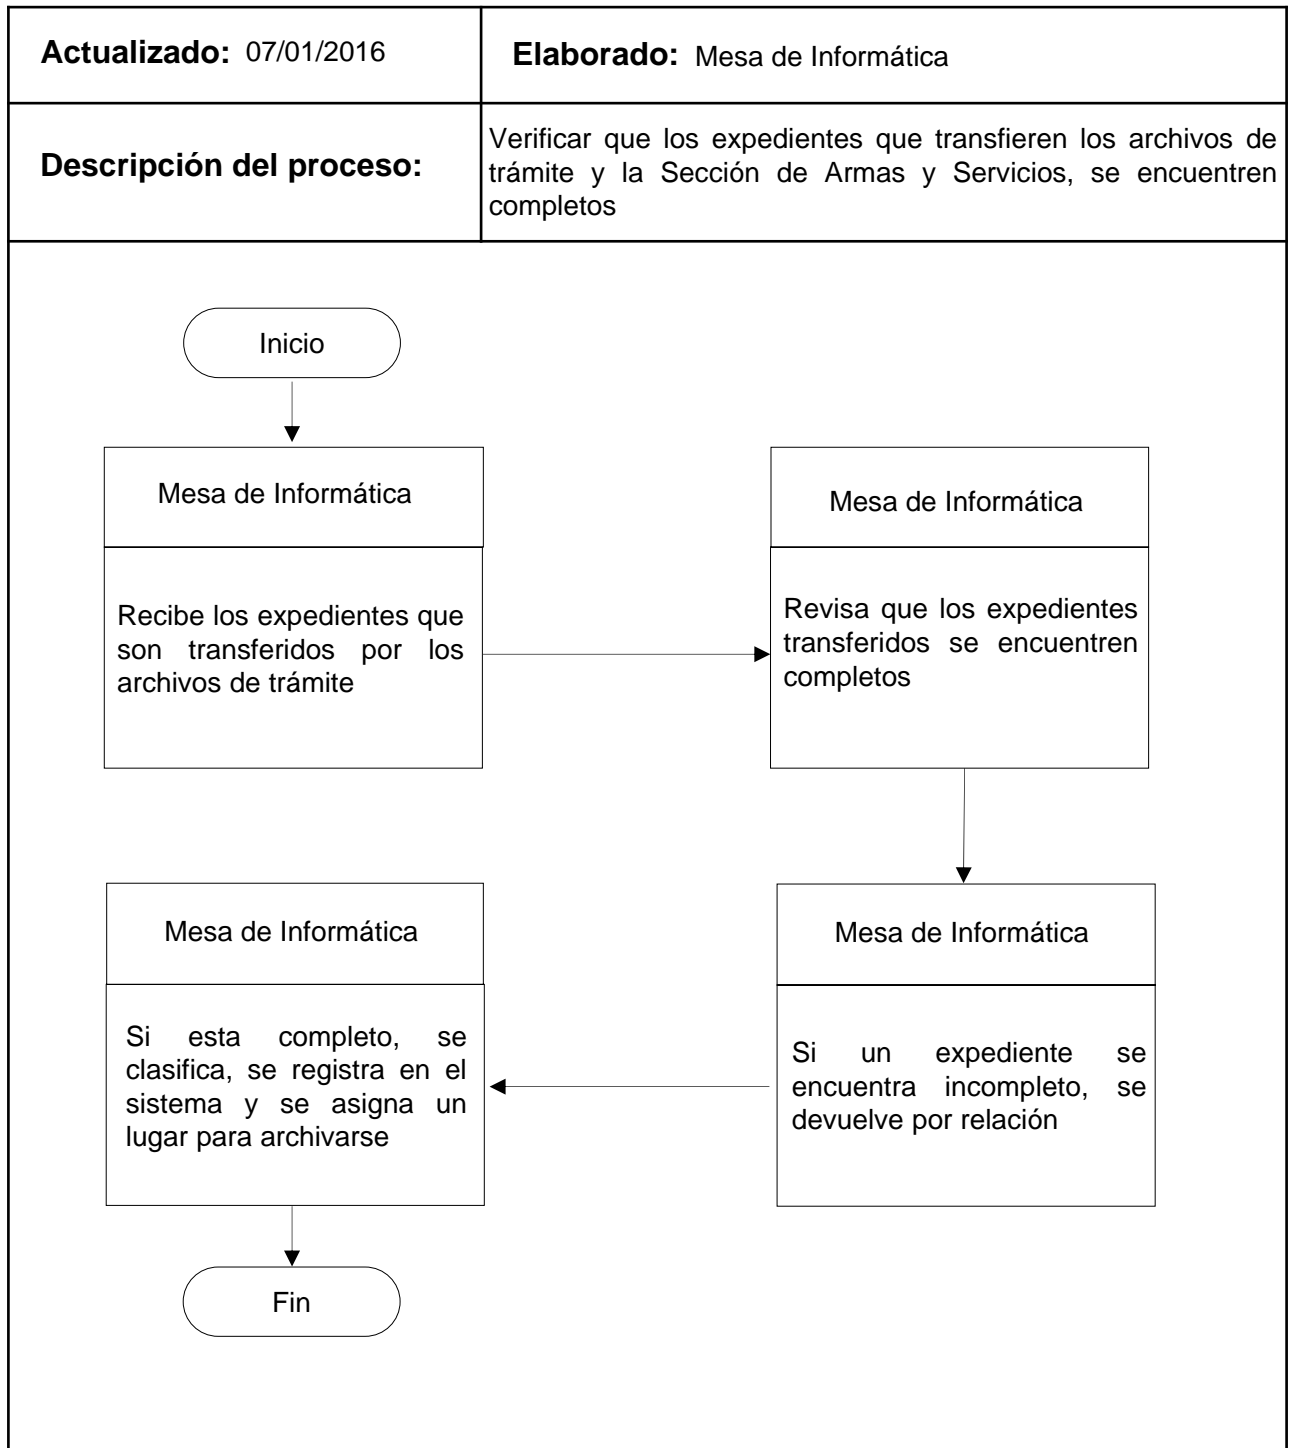 Actualizado: 07/01/2016
Elaborado: Mesa de Informática
Descripción del proceso:
Verificar que los expedientes que transfieren los archivos de
trámite y la Sección de Armas y Servicios, se encuentren
completos
Inicio
Mesa de Informática
Recibe los expedientes que
son transferidos por los
archivos de trámite
Mesa de Informática
Revisa que los expedientes
transferidos se encuentren
completos
Mesa de Informática
Si un expediente se
encuentra incompleto, se
devuelve por relación
Mesa de Informática
Si esta completo, se
clasifica, se registra en el
sistema y se asigna un
lugar para archivarse
Fin